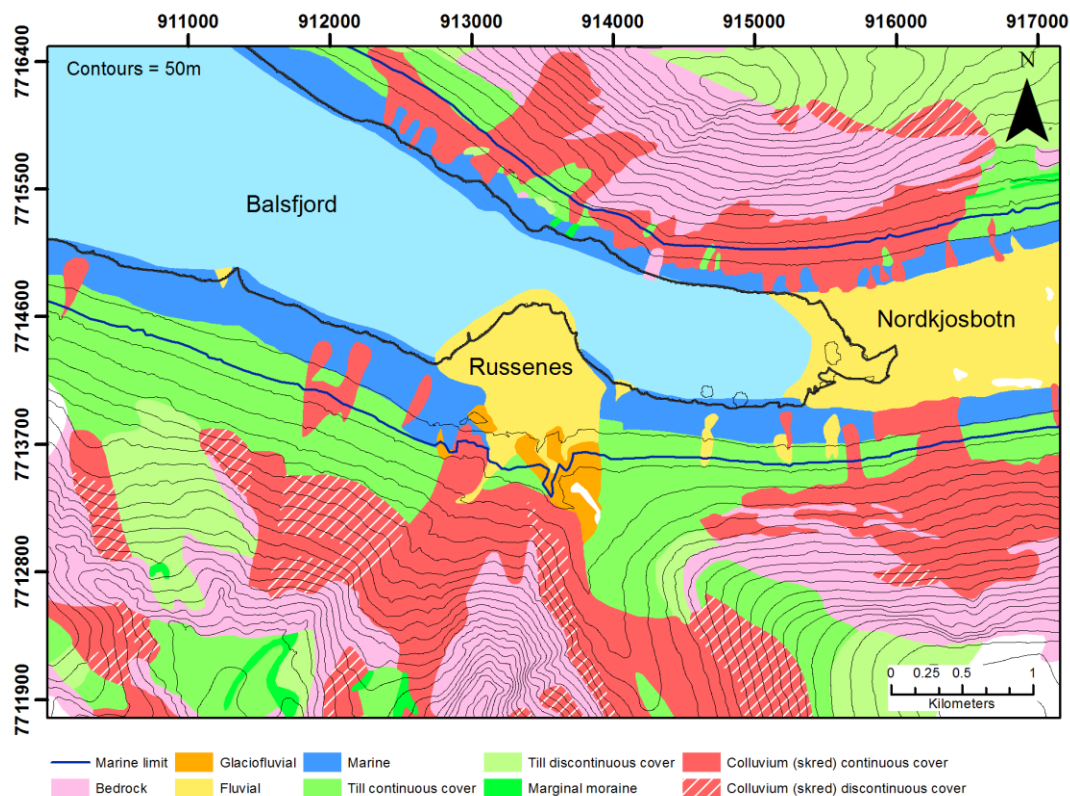 911000 912000 913000 914000 915000 916000 917000
7716400
7715500
7714600
7713700
7712800
7711900
Contours = 50m
N
Balsfjord
Nordkjosbotn
Russenes
0 0.25 0.5 1
Kilometers
Marine limit Glaciofluvial Marine Till discontinuous cover Colluvium (skred) continuous cover
Bedrock Fluvial Till continuous cover Marginal moraine Colluvium (skred) discontinuous cover